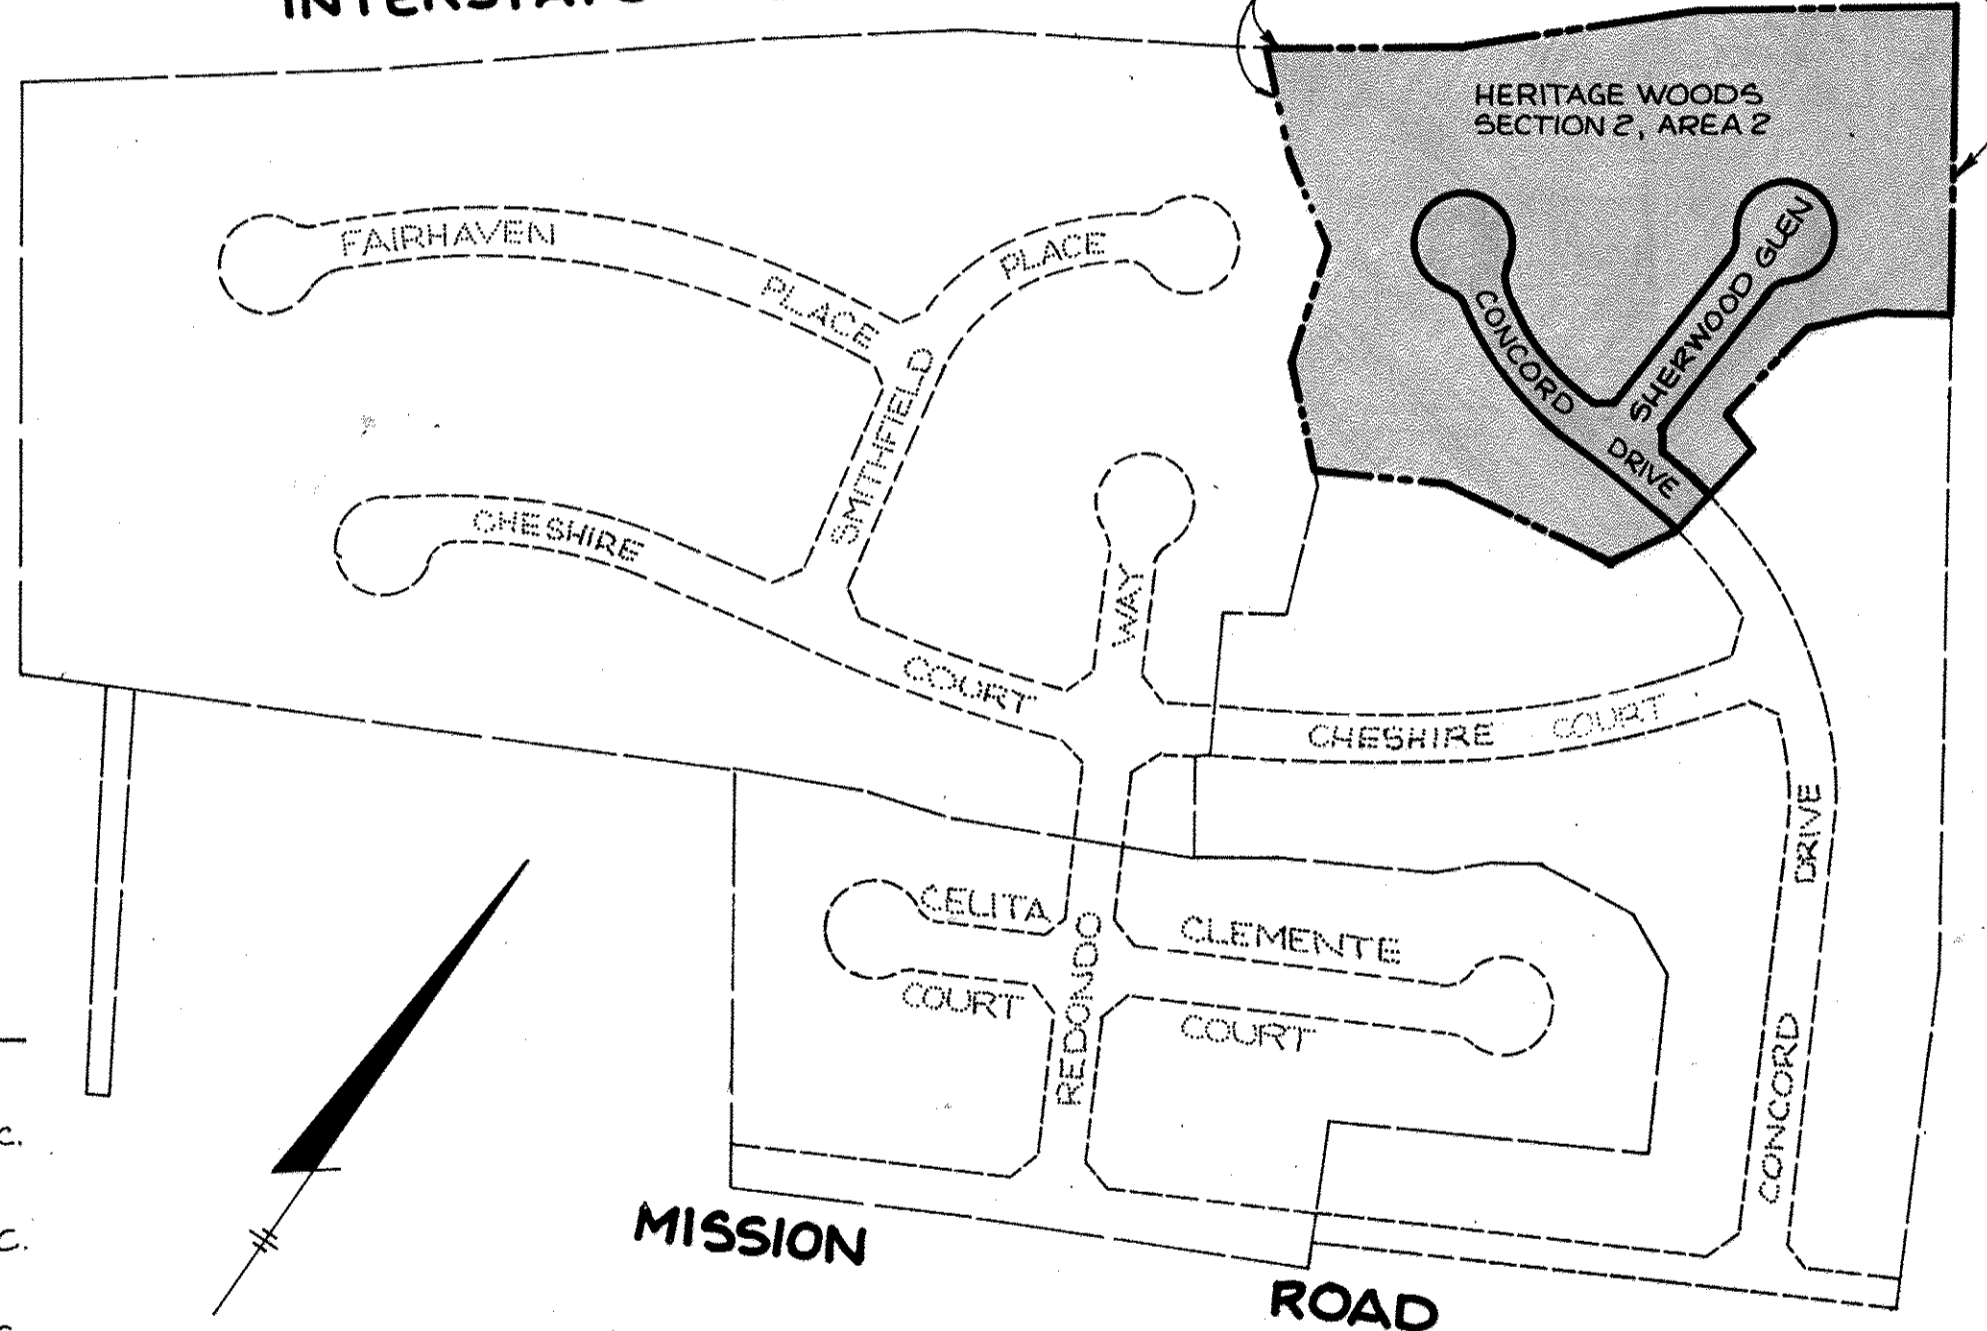 HERITAGE WOODS
SECTION 2, AREA 2
FAIRHAVEN
PLACE
PLACE
SMITHFIELD
CONCORD
DRIVE
SHERWOOD GLEN
CHESHIRE
COURT
WAY
CHESHIRE COURT
DRIVE
CELITA
COURT
REDONDO
CLEMENTE
COURT
CONCORD
C.
C.
MISSION
ROAD